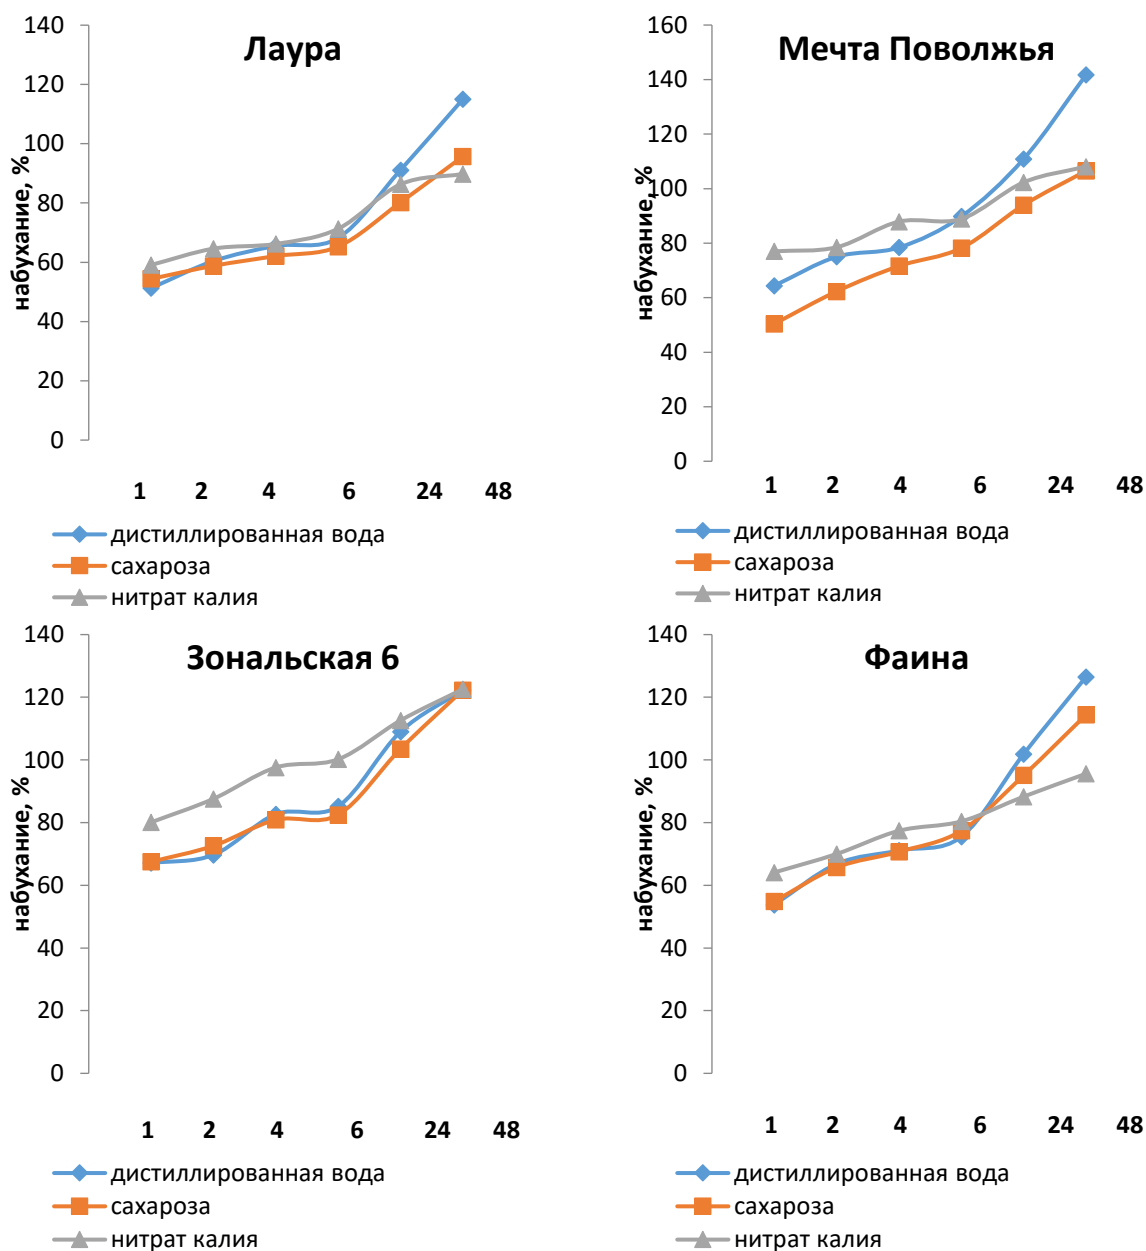 Лаура
набухание, %
140
120
100
80
60
40
20
0
1 2 4 6 24 48
дистиллированная вода
сахароза
нитрат калия
Мечта Поволжья
набухание, %
160
140
120
100
80
60
40
20
0
1 2 4 6 24 48
дистиллированная вода
сахароза
нитрат калия
Зональская 6
набухание, %
140
120
100
80
60
40
20
0
1 2 4 6 24 48
дистиллированная вода
сахароза
нитрат калия
Фаина
набухание, %
140
120
100
80
60
40
20
0
1 2 4 6 24 48
дистиллированная вода
сахароза
нитрат калия